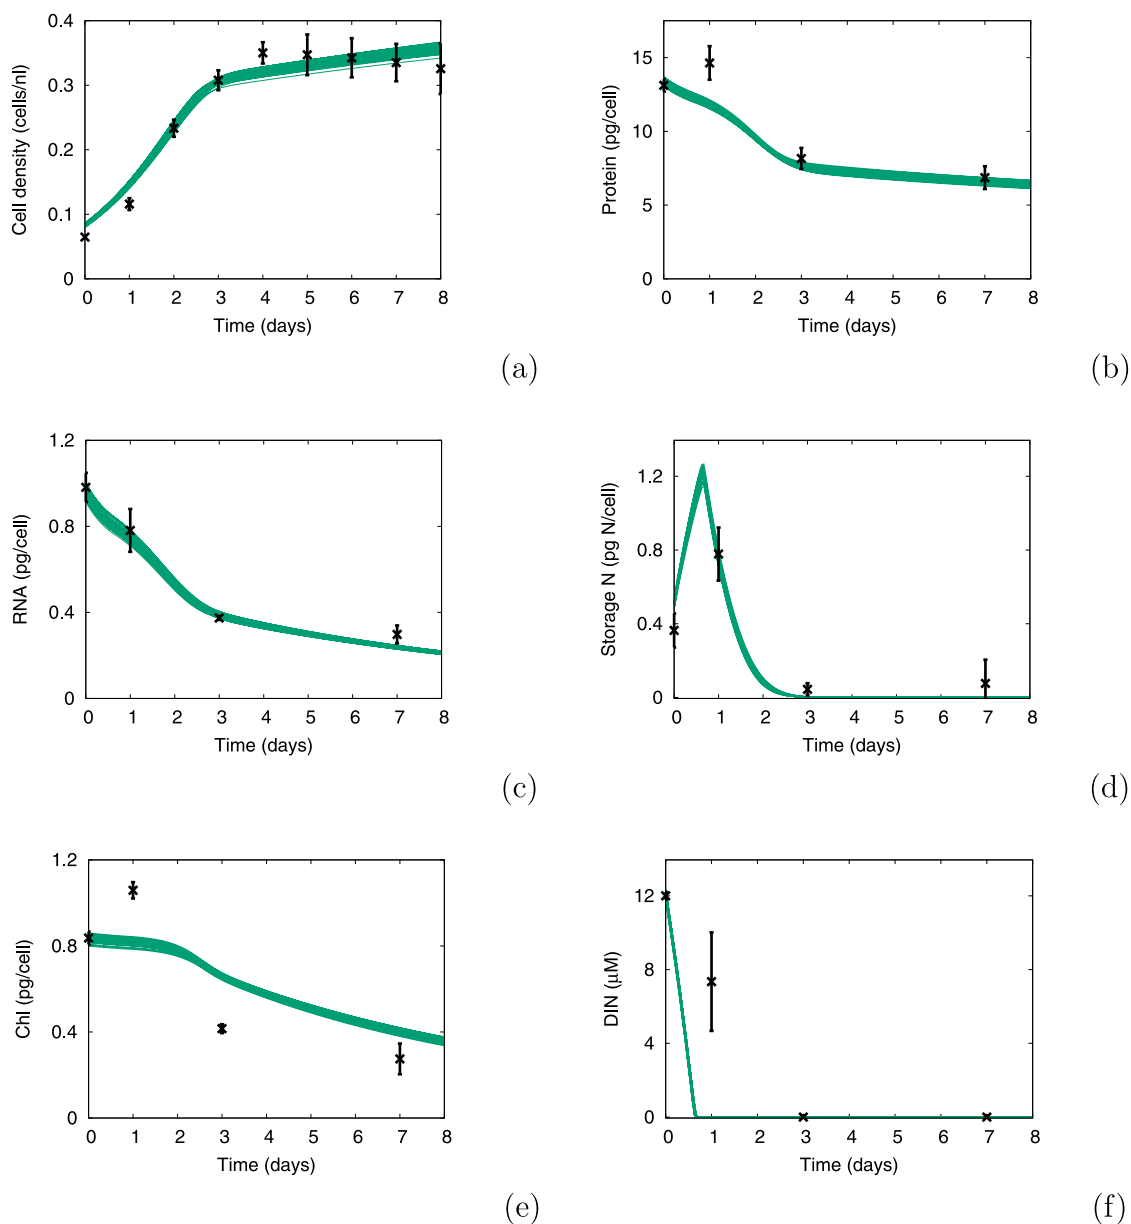 0.4
0.3
0.2
0.1
0
Cell density (cells/nl)
0 1 2 3 4 5 6 7 8
Time (days)
(a)
15
10
5
0
Protein (pg/cell)
0 1 2 3 4 5 6 7 8
Time (days)
(b)
1.2
0.8
0.4
0
RNA (pg/cell)
0 1 2 3 4 5 6 7 8
Time (days)
(c)
1.2
0.8
0.4
0
Storage N (pg N/cell)
0 1 2 3 4 5 6 7 8
Time (days)
(d)
1.2
0.8
0.4
0
Chl (pg/cell)
0 1 2 3 4 5 6 7 8
Time (days)
(e)
12
8
4
0
DIN (μM)
0 1 2 3 4 5 6 7 8
Time (days)
(f)